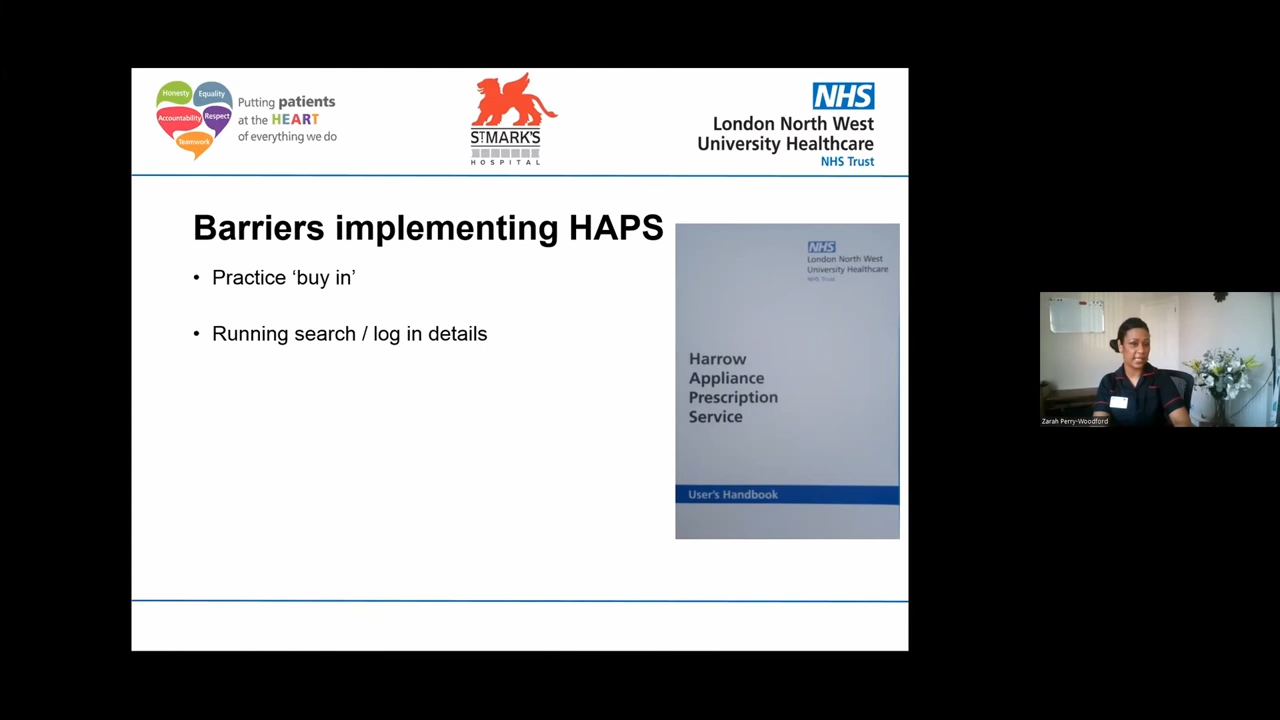 Honesty
Equality
Accountability
Respect
Teamwork
Putting patients
at the HEART
of everything we do
ST MARK'S
HOSPITAL
NHS
London North West
University Healthcare
NHS Trust
Barriers implementing HAPS
• Practice ‘buy in’
• Running search / log in details
NHS
London North West
University Healthcare
NHS Trust
Harrow
Appliance
Prescription
Service
User's Handbook
Zarah Perry-Woodford